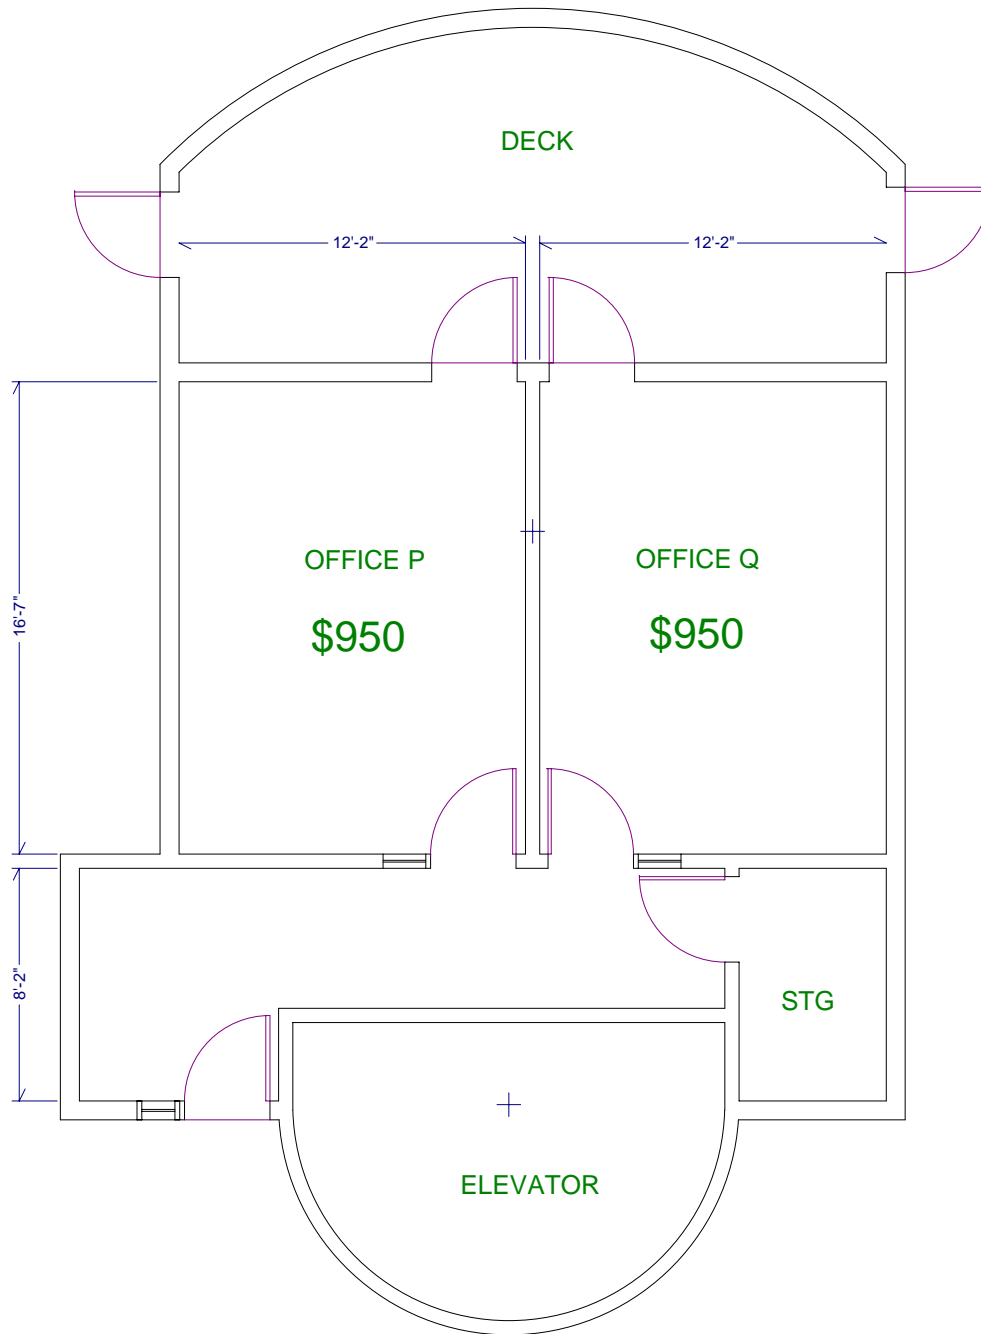 DECK
12'-2" 12'-2"
OFFICE P OFFICE Q
$950 $950
16'-7"
8'-2"
STG
ELEVATOR